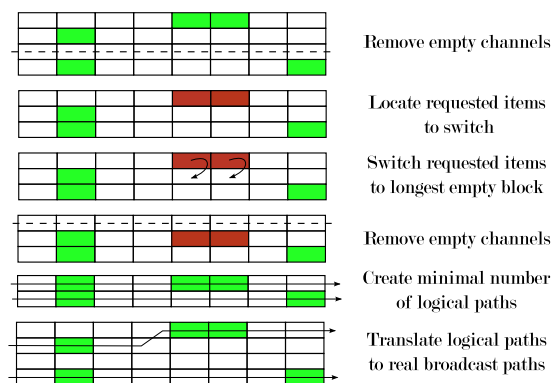 Remove empty channels
Locate requested items
to switch
Switch requested items
to longest empty block
Remove empty channels
Create minimal number
of logical paths
Translate logical paths
to real broadcast paths